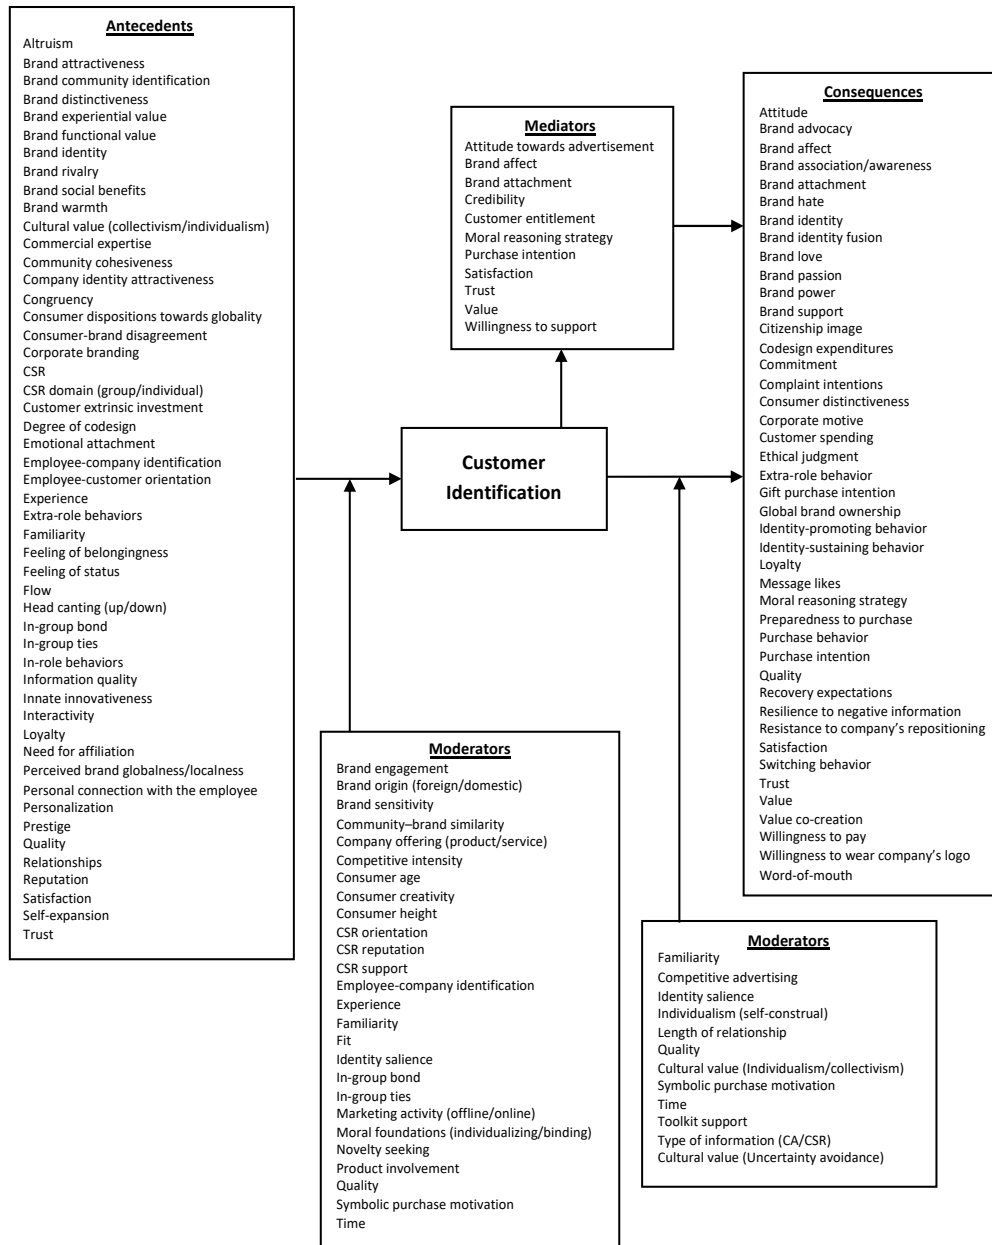 Antecedents
Altruism
Brand attractiveness
Brand community identification
Brand distinctiveness
Brand experiential value
Brand functional value
Brand identity
Brand rivalry
Brand social benefits
Brand warmth
Cultural value (collectivism/individualism)
Commercial expertise
Community cohesiveness
Company identity attractiveness
Congruency
Consumer dispositions towards globality
Consumer-brand disagreement
Corporate branding
CSR
CSR domain (group/individual)
Customer extrinsic investment
Degree of codesign
Emotional attachment
Employee-company identification
Employee-customer orientation
Experience
Extra-role behaviors
Familiarity
Feeling of belongingness
Feeling of status
Flow
Head canting (up/down)
In-group bond
In-group ties
In-role behaviors
Information quality
Innate innovativeness
Interactivity
Loyalty
Need for affiliation
Perceived brand globalness/localness
Personal connection with the employee
Personalization
Prestige
Quality
Relationships
Reputation
Satisfaction
Self-expansion
Trust
Customer
Identification
Mediators
Attitude towards advertisement
Brand affect
Brand attachment
Credibility
Customer entitlement
Moral reasoning strategy
Purchase intention
Satisfaction
Trust
Value
Willingness to support
Moderators
Brand engagement
Brand origin (foreign/domestic)
Brand sensitivity
Community–brand similarity
Company offering (product/service)
Competitive intensity
Consumer age
Consumer creativity
Consumer height
CSR orientation
CSR reputation
CSR support
Employee-company identification
Experience
Familiarity
Fit
Identity salience
In-group bond
In-group ties
Marketing activity (offline/online)
Moral foundations (individualizing/binding)
Novelty seeking
Product involvement
Quality
Symbolic purchase motivation
Time
Consequences
Attitude
Brand advocacy
Brand affect
Brand association/awareness
Brand attachment
Brand hate
Brand identity
Brand identity fusion
Brand love
Brand passion
Brand power
Brand support
Citizenship image
Codesign expenditures
Commitment
Complaint intentions
Consumer distinctiveness
Corporate motive
Customer spending
Ethical judgment
Extra-role behavior
Gift purchase intention
Global brand ownership
Identity-promoting behavior
Identity-sustaining behavior
Loyalty
Message likes
Moral reasoning strategy
Preparedness to purchase
Purchase behavior
Purchase intention
Quality
Recovery expectations
Resilience to negative information
Resistance to company’s repositioning
Satisfaction
Switching behavior
Trust
Value
Value co-creation
Willingness to pay
Willingness to wear company’s logo
Word-of-mouth
Moderators
Familiarity
Competitive advertising
Identity salience
Individualism (self-construal)
Length of relationship
Quality
Cultural value (Individualism/collectivism)
Symbolic purchase motivation
Time
Toolkit support
Type of information (CA/CSR)
Cultural value (Uncertainty avoidance)